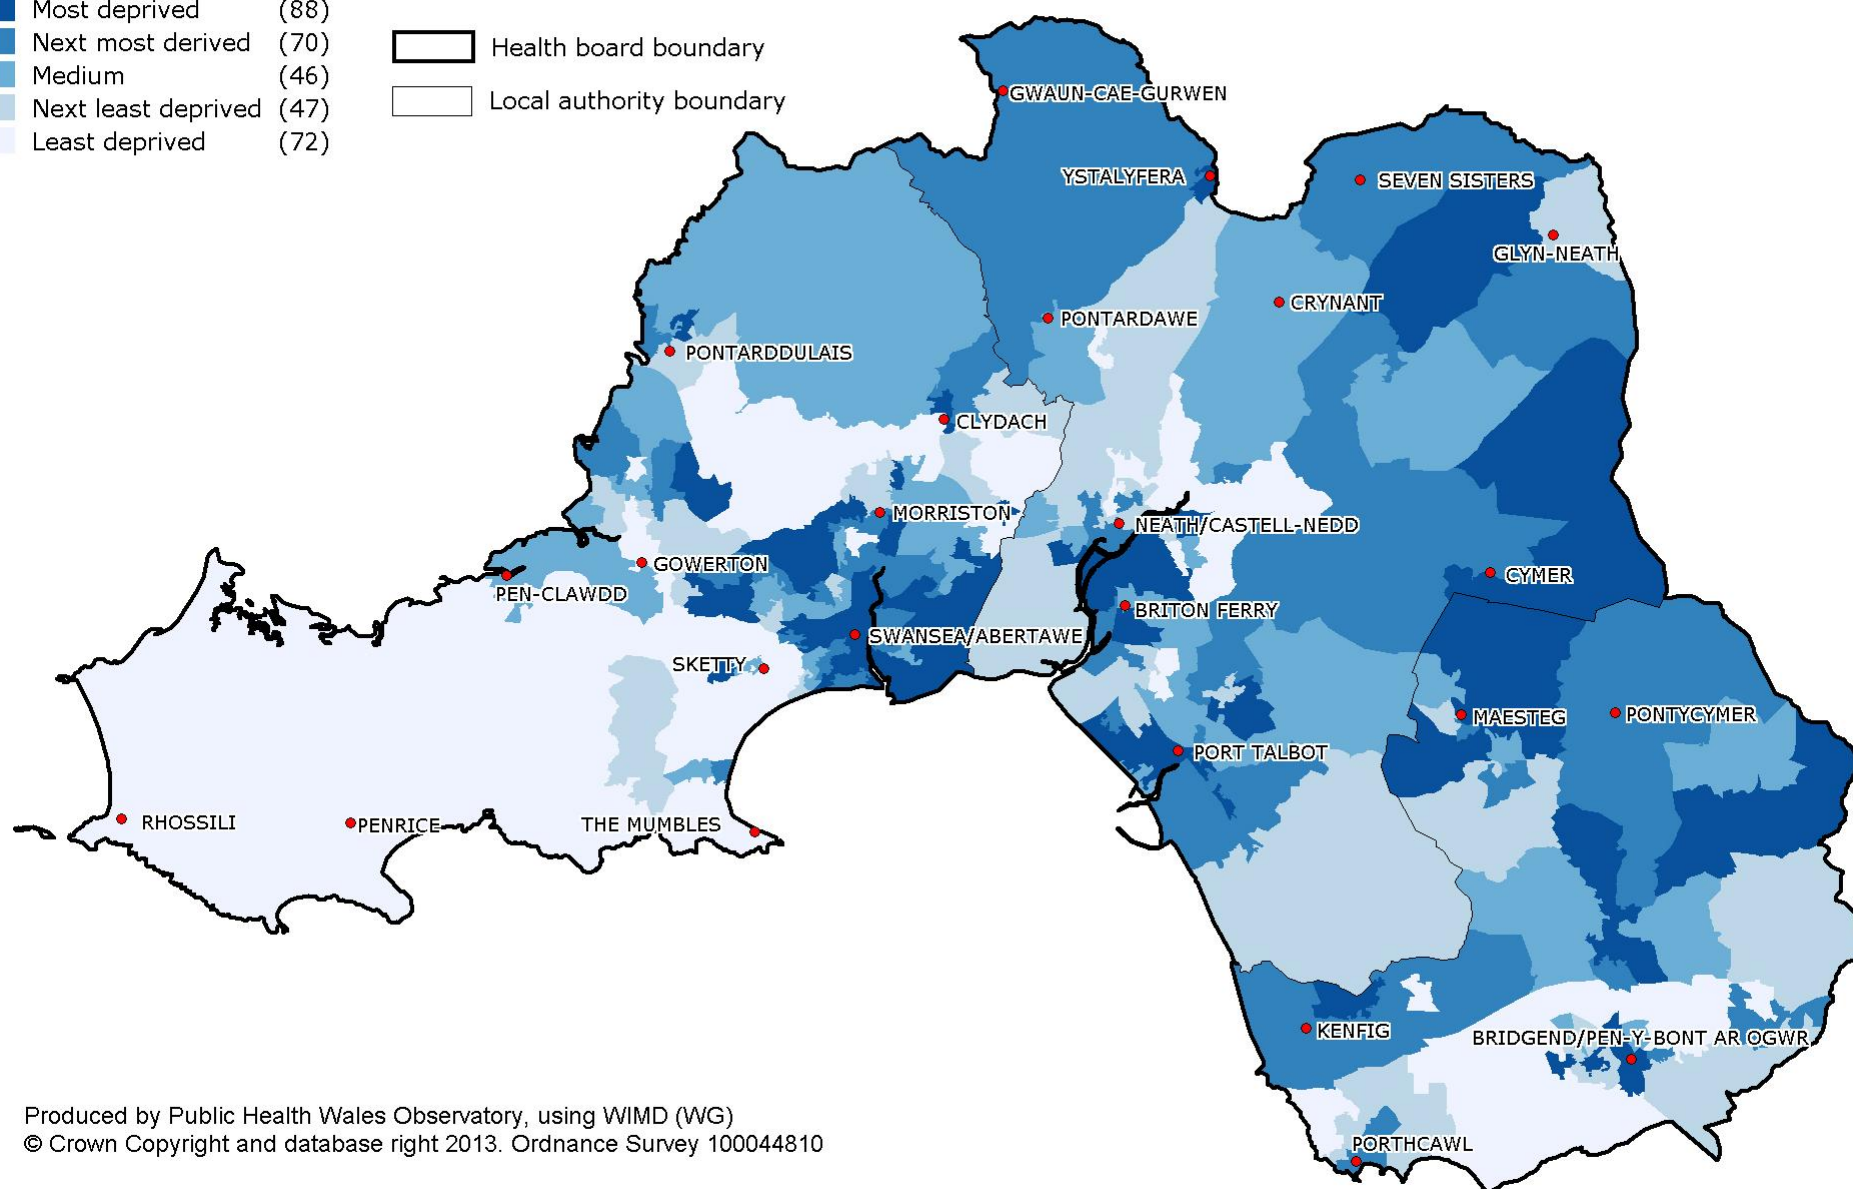 Most deprived (88)
Next most derived (70)
Medium (46)
Next least deprived (47)
Least deprived (72)
Health board boundary
Local authority boundary
GWAUN-CAE-GURWEN
YSTALYFERA
SEVEN SISTERS
GLYN-NEATH
CRYNANT
PONTARDAWE
PONTARDDULAIS
CLYDACH
MORRISTON
NEATH/CASTELL-NEDD
GOWERTON
CYMER
PEN-CLAWDD
BRITON FERRY
SWANSEA/ABERTAWE
SKETTY
MAESTEG
PONTYCYMER
PORT TALBOT
RHOSSILI
PENRICE
THE MUMBLES
KENFIG
BRIDGEND/PEN-Y-BONT AR OGWR
PORTHCAWL
Produced by Public Health Wales Observatory, using WIMD (WG)
© Crown Copyright and database right 2013. Ordnance Survey 100044810